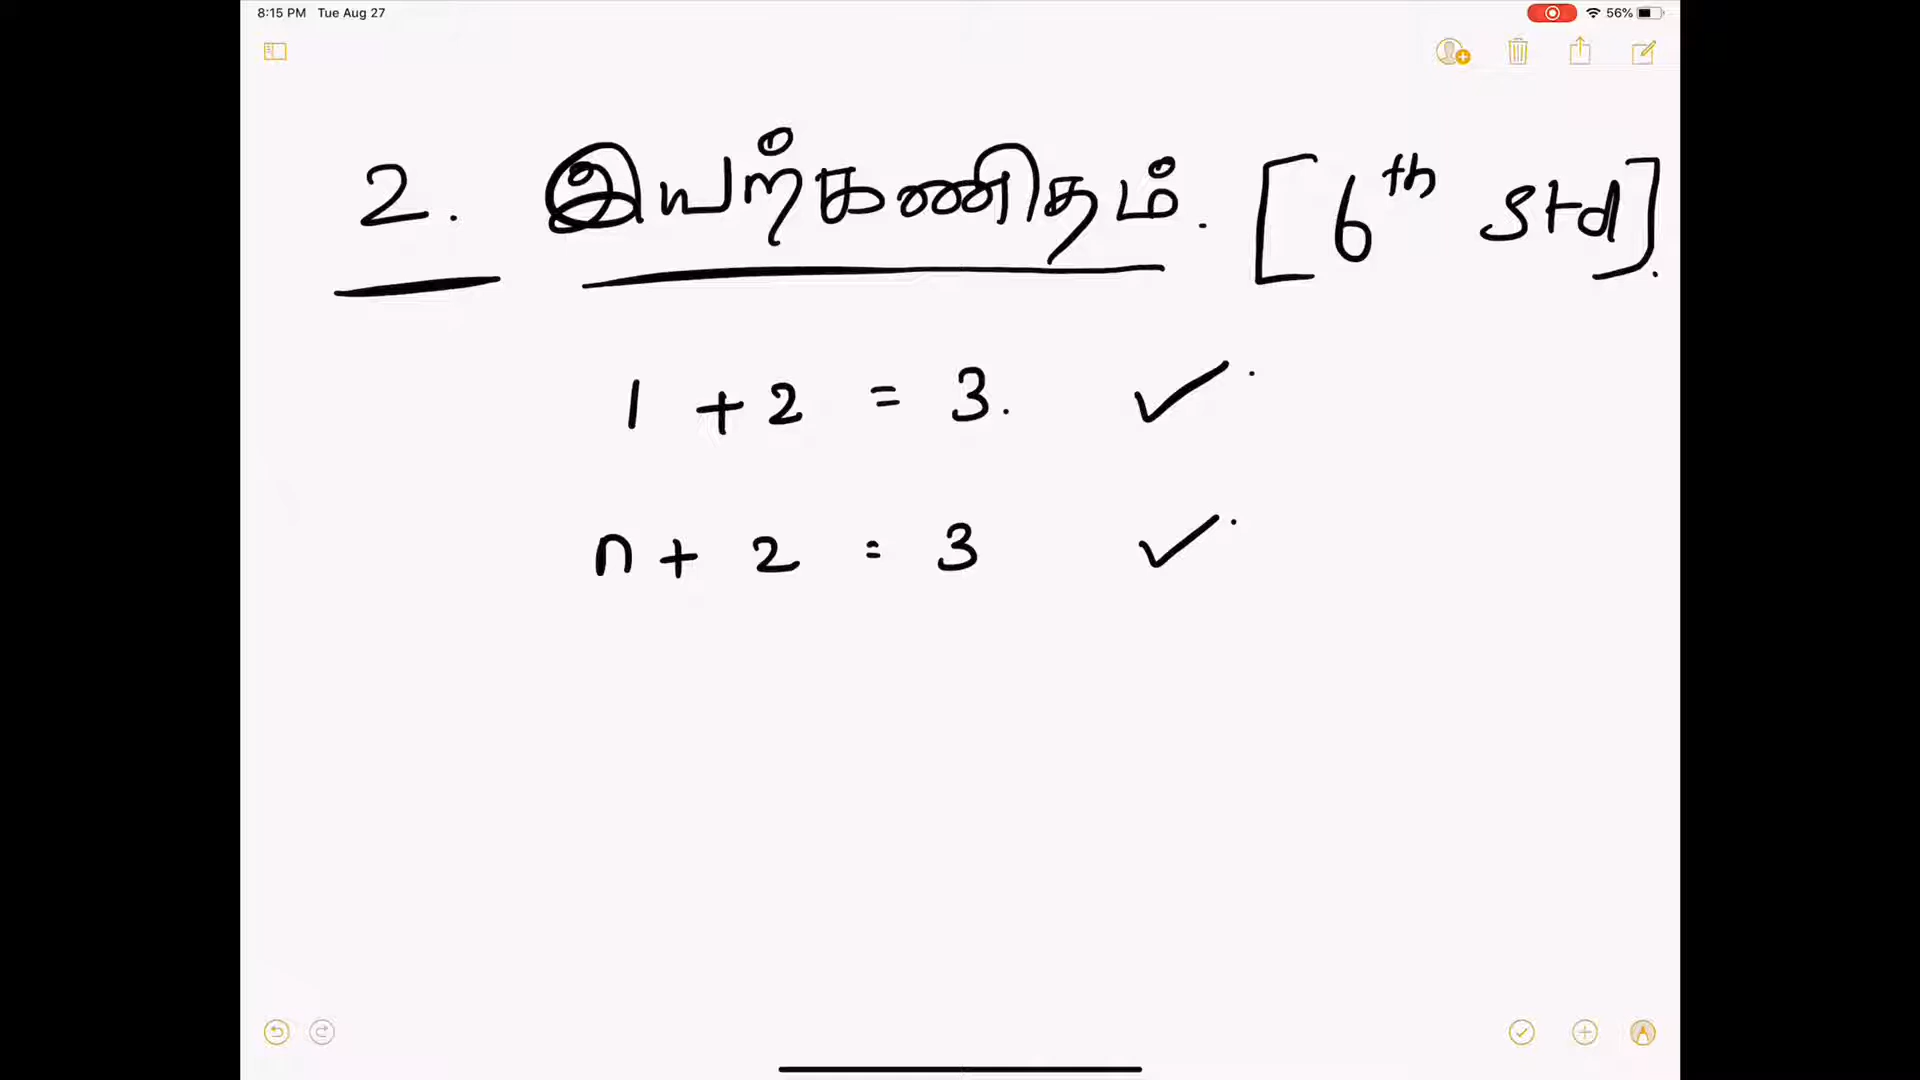 8:15 PM Tue Aug 27 56%
2. இயற்கணிதம். [6th std].
1 + 2 = 3. ✓
n + 2 = 3 ✓